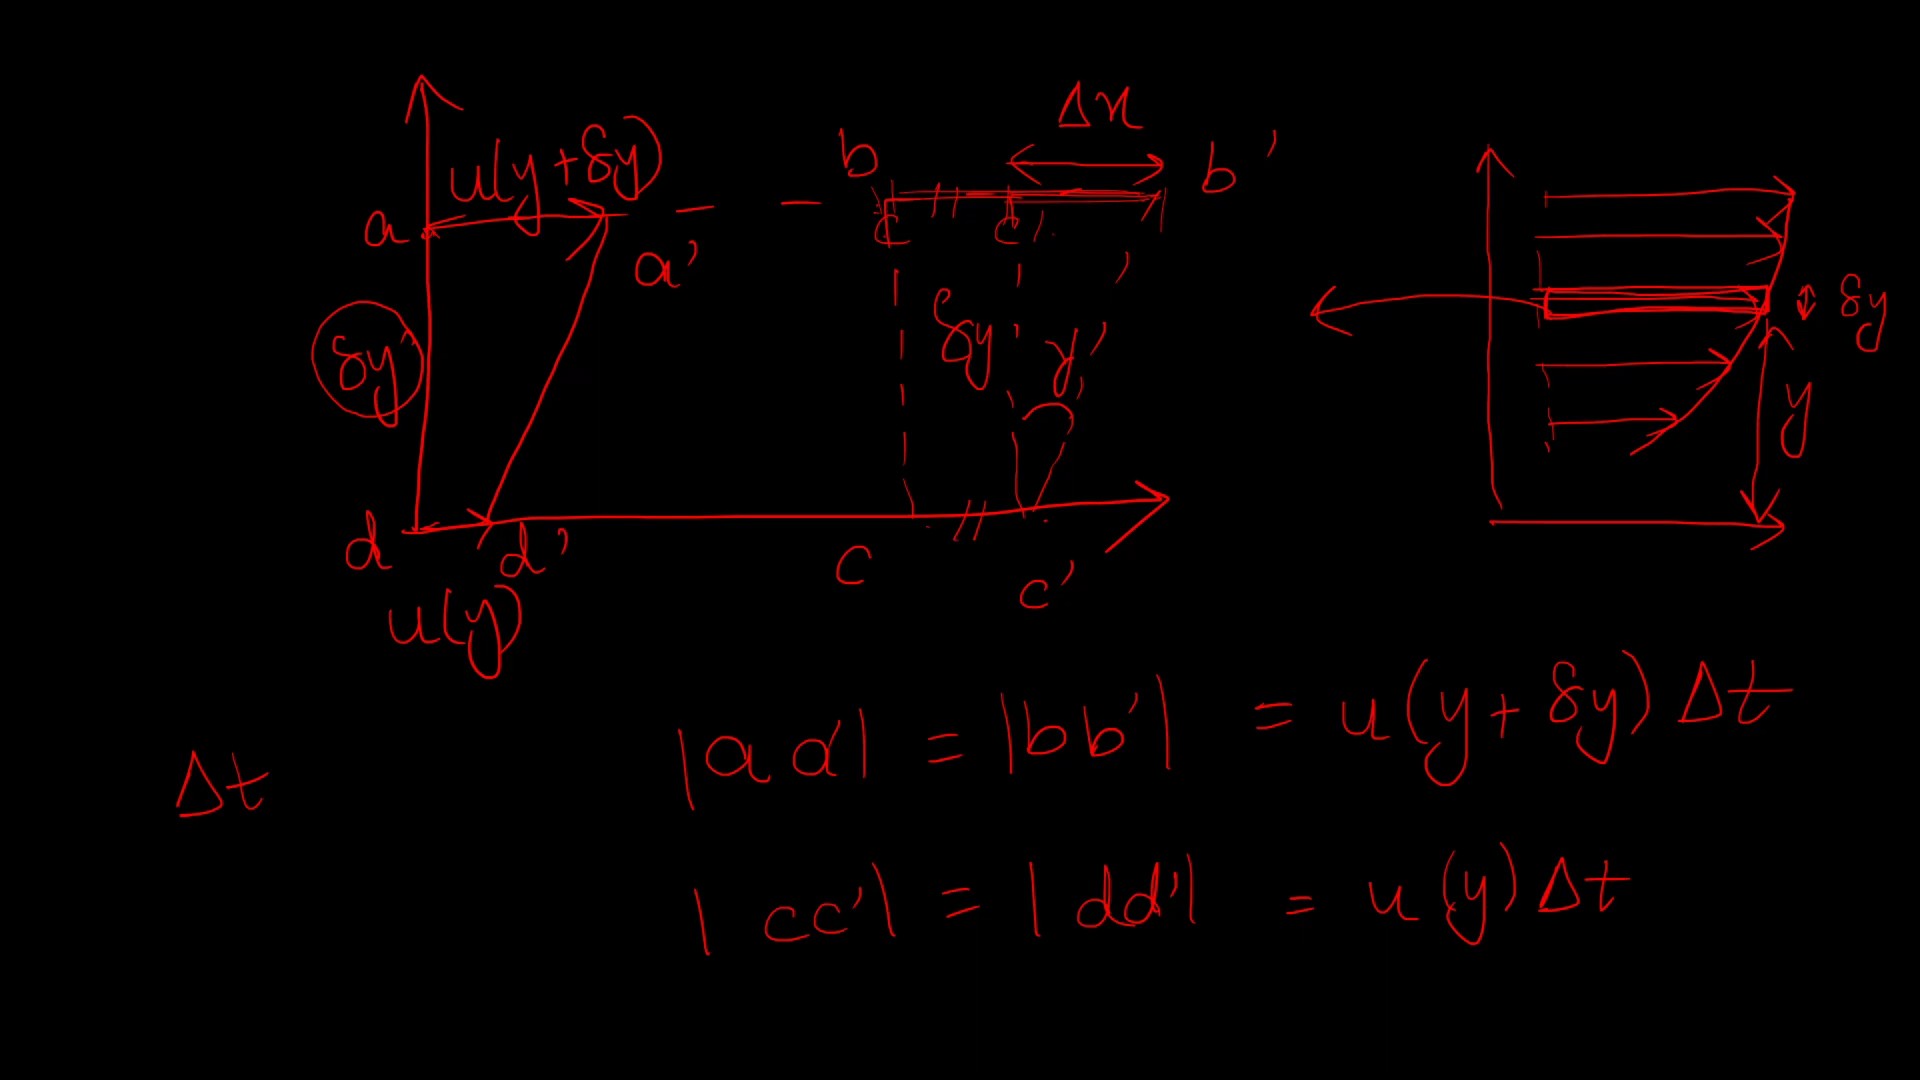 Δx
b b'
u(y+δy)
a a'
c c'
δy δy γ
δy
y
d d'
c c'
u(y)
|aa'| = |bb'| = u(y+δy)Δt
Δt
|cc'| = |dd'| = u(y)Δt